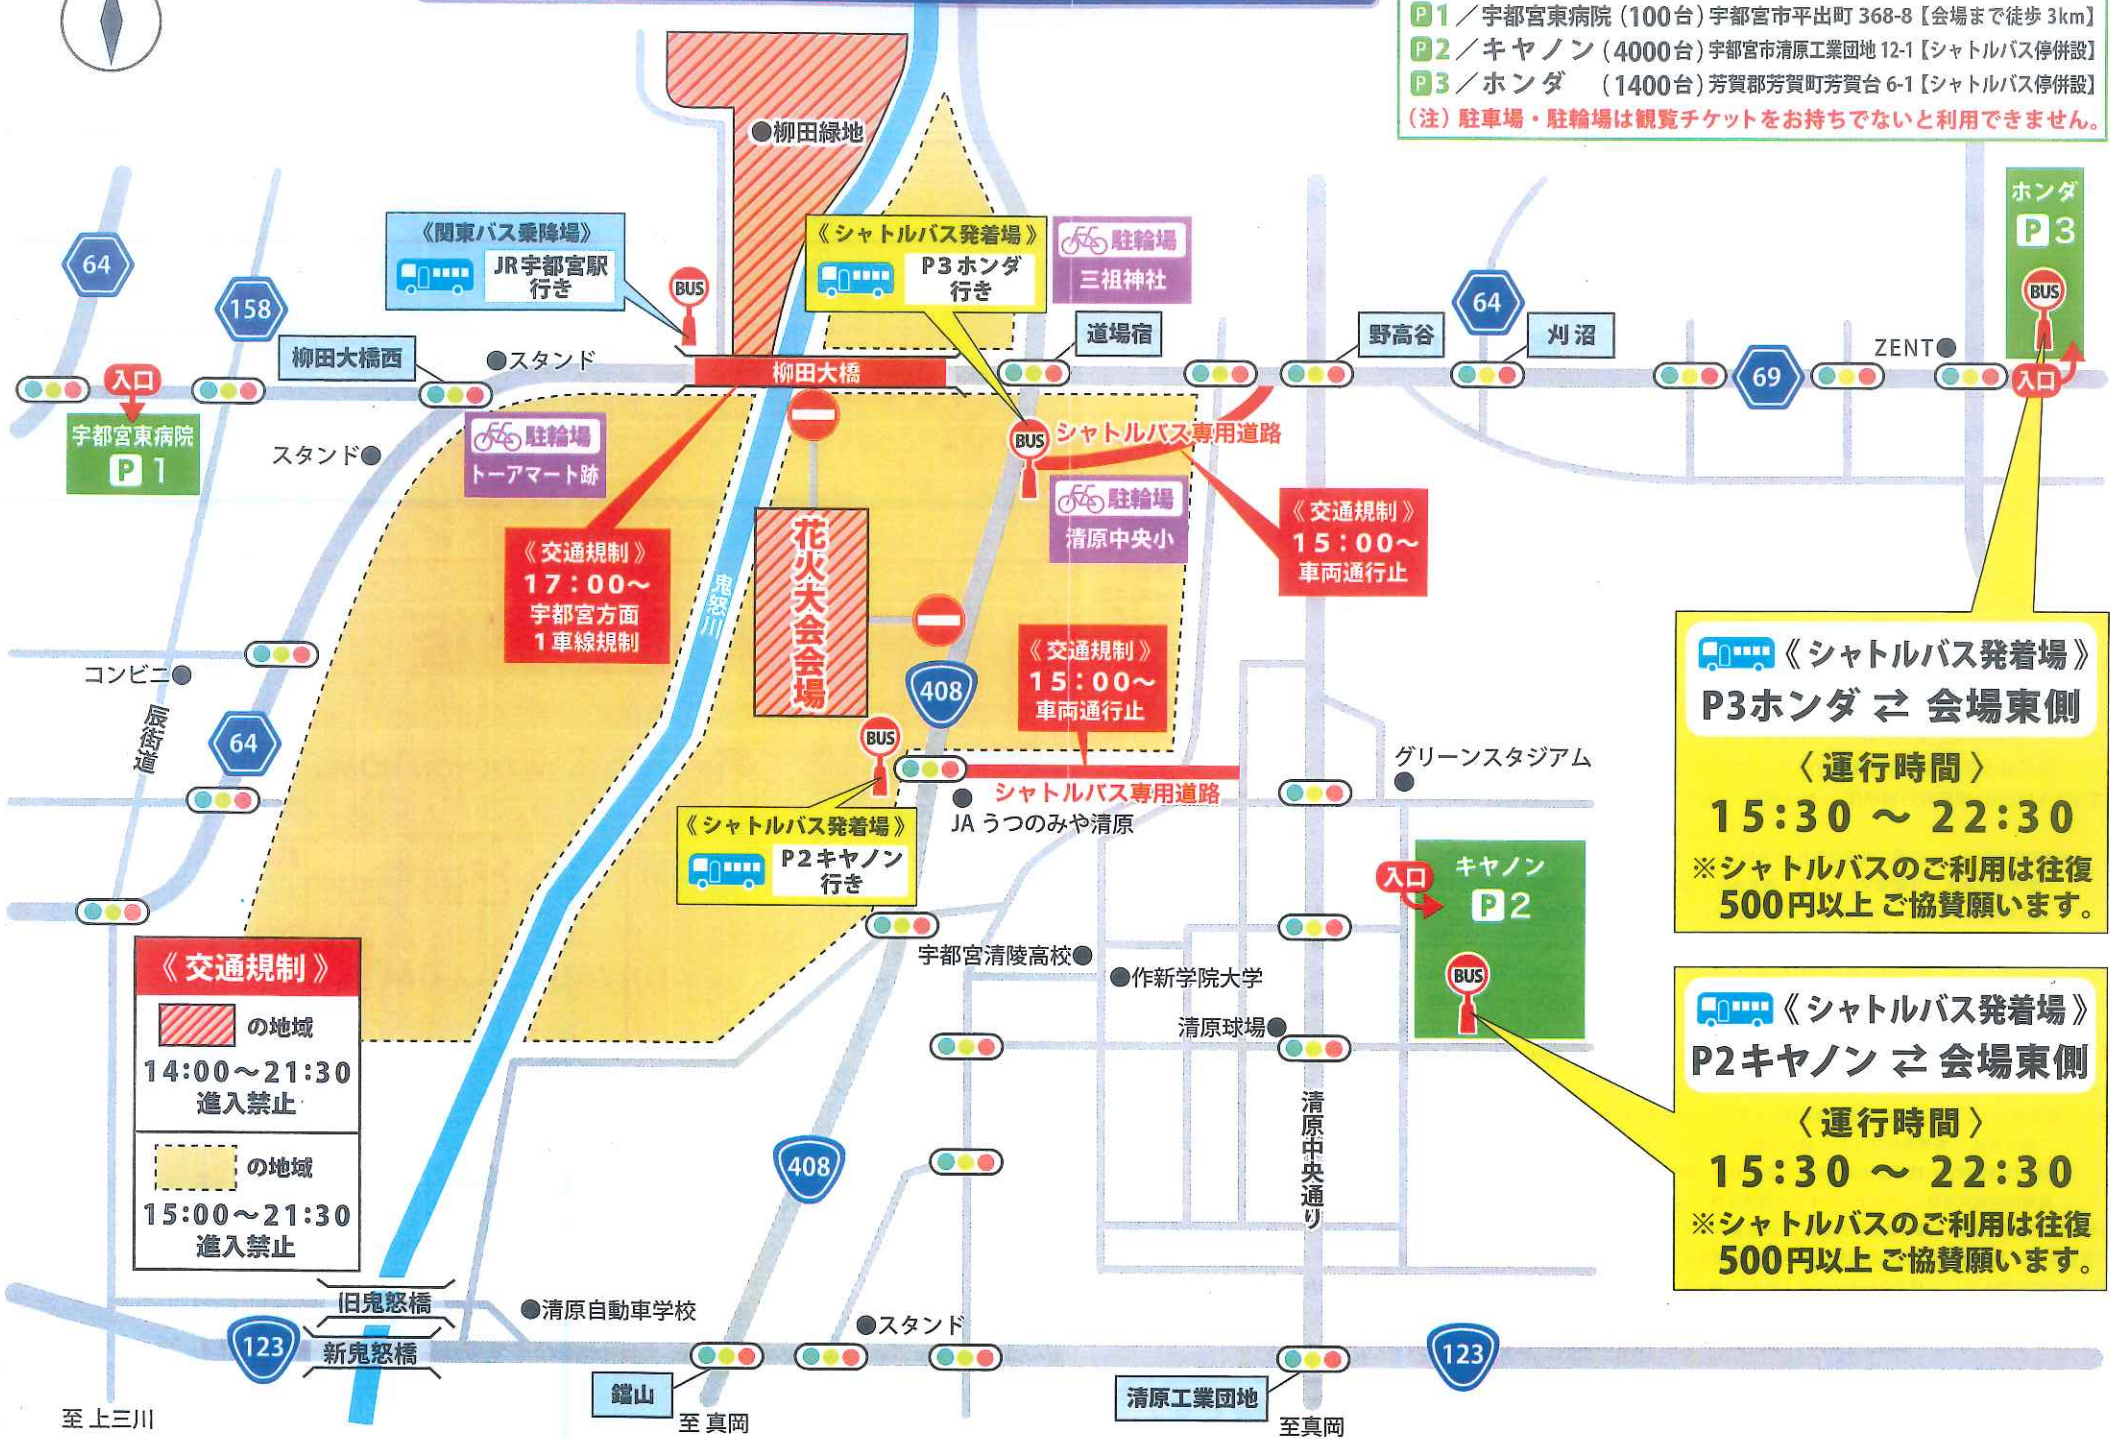 P1／宇都宮東病院（100台）宇都宮市平出町 368-8【会場まで徒歩 3km】
P2／キヤノン（4000台）宇都宮市清原工業団地 12-1【シャトルバス停併設】
P3／ホンダ （1400台）芳賀郡芳賀町芳賀台 6-1【シャトルバス停併設】
（注）駐車場・駐輪場は観覧チケットをお持ちでないと利用できません。
●柳田緑地
ホンダ
P3
BUS
入口
64
158
《関東バス乗降場》
JR宇都宮駅
行き
BUS
《シャトルバス発着場》
P3ホンダ
行き
駐輪場
三祖神社
64
柳田大橋西
●スタンド
道場宿
野高谷
刈沼
ZENT●
69
入口
柳田大橋
宇都宮東病院
P1
スタンド●
駐輪場
トーアマート跡
BUS
シャトルバス専用道路
駐輪場
清原中央小
《交通規制》
15：00～
車両通行止
《交通規制》
17：00～
宇都宮方面
1車線規制
鬼怒川
花火大会会場
《交通規制》
15：00～
車両通行止
408
コンビニ●
辰街道
64
BUS
シャトルバス専用道路
●
JA うつのみや清原
グリーンスタジアム
●
《シャトルバス発着場》
P2キヤノン
行き
入口
キヤノン
P2
BUS
《シャトルバス発着場》
P3ホンダ ⇄ 会場東側
〈運行時間〉
15:30 ～ 22:30
※シャトルバスのご利用は往復
500円以上 ご協賛願います。
宇都宮清陵高校●
●作新学院大学
清原球場●
《シャトルバス発着場》
P2キヤノン ⇄ 会場東側
〈運行時間〉
15:30 ～ 22:30
※シャトルバスのご利用は往復
500円以上 ご協賛願います。
《交通規制》
の地域
14:00～21:30
進入禁止
の地域
15:00～21:30
進入禁止
408
清原中央通り
旧鬼怒橋
新鬼怒橋
●清原自動車学校
●スタンド
123
123
鐺山
清原工業団地
至 上三川
至 真岡
至真岡